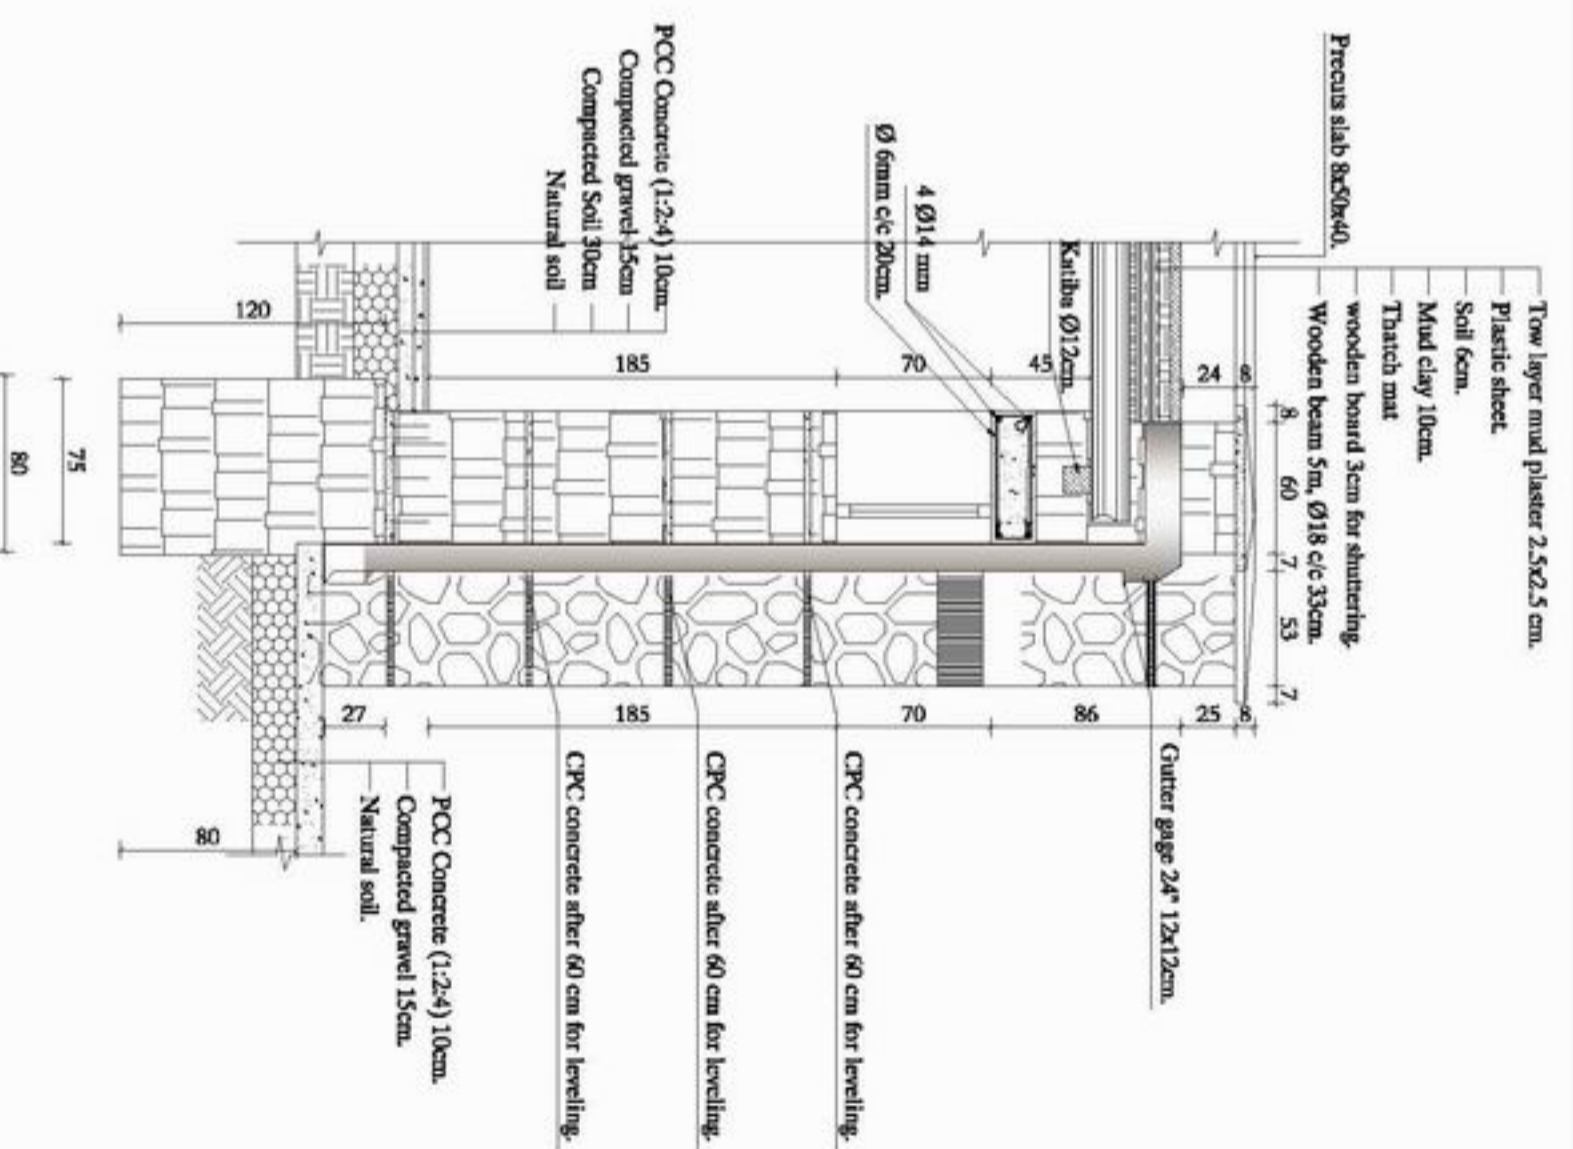 Tow layer mud plaster 2.5x2.5 cm.
Plastic sheet.
Soil 6cm.
Mud clay 10cm.
Thatch mat
wooden board 3cm for shuttering.
Wooden beam 5m, Ø18 c/c 33cm.
Precuts slab 8x50x40.
8
60
7
53
7
8
24
45
70
185
120
Katiba Ø12cm.
4 Ø14 mm
Ø 6mm c/c 20cm.
PCC Concrete (1:2:4) 10cm.
Compacted gravel 15cm
Compacted Soil 30cm
Natural soil
8
25
86
70
185
27
80
Gutter gage 24" 12x12cm.
CPC concrete after 60 cm for leveling.
CPC concrete after 60 cm for leveling.
CPC concrete after 60 cm for leveling.
PCC Concrete (1:2:4) 10cm.
Compacted gravel 15cm.
Natural soil.
75
80